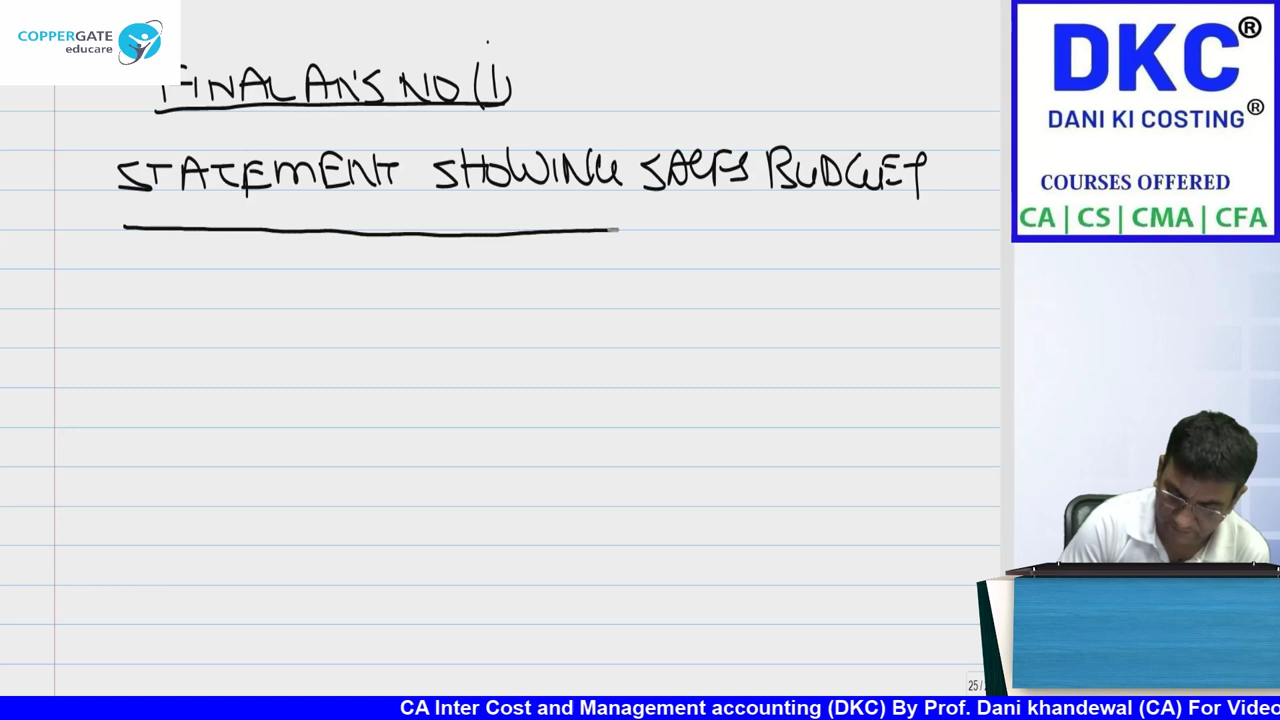 COPPERGATE
educare
FINAL ANS NO (i)
STATEMENT SHOWING SALES BUDGET
DKC®
DANI KI COSTING®
COURSES OFFERED
CA | CS | CMA | CFA
25 /
CA Inter Cost and Management accounting (DKC) By Prof. Dani khandewal (CA) For Video